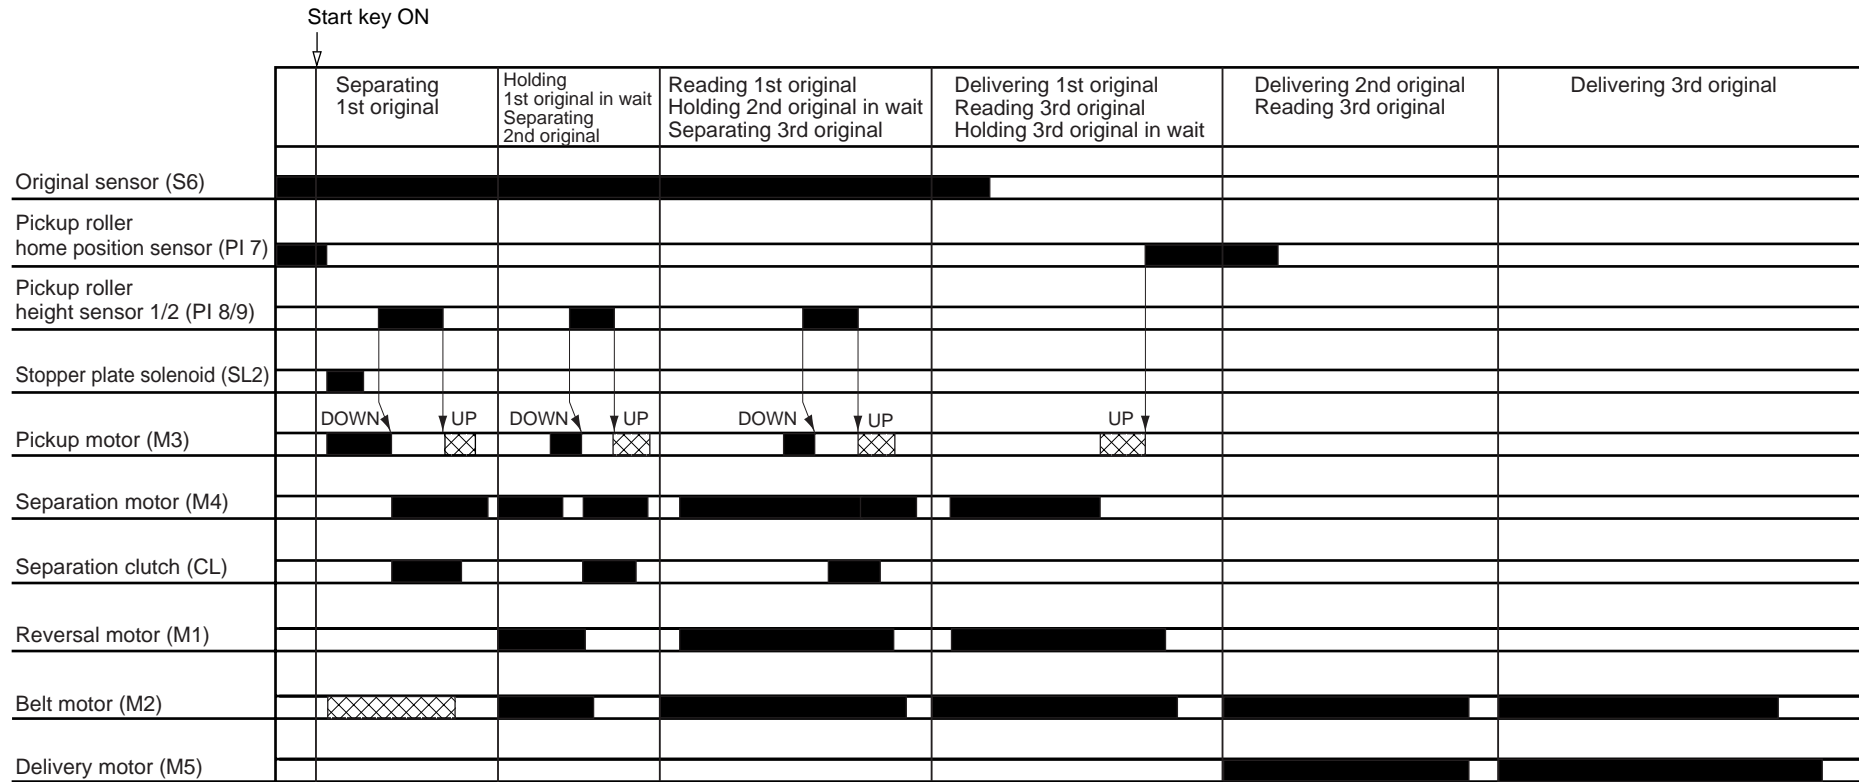 Start key ON
Separating
1st original
Holding
1st original in wait
Separating
2nd original
Reading 1st original
Holding 2nd original in wait
Separating 3rd original
Delivering 1st original
Reading 3rd original
Holding 3rd original in wait
Delivering 2nd original
Reading 3rd original
Delivering 3rd original
Original sensor (S6)
Pickup roller
home position sensor (PI 7)
Pickup roller
height sensor 1/2 (PI 8/9)
Stopper plate solenoid (SL2)
DOWN UP DOWN UP DOWN UP UP
Pickup motor (M3)
Separation motor (M4)
Separation clutch (CL)
Reversal motor (M1)
Belt motor (M2)
Delivery motor (M5)